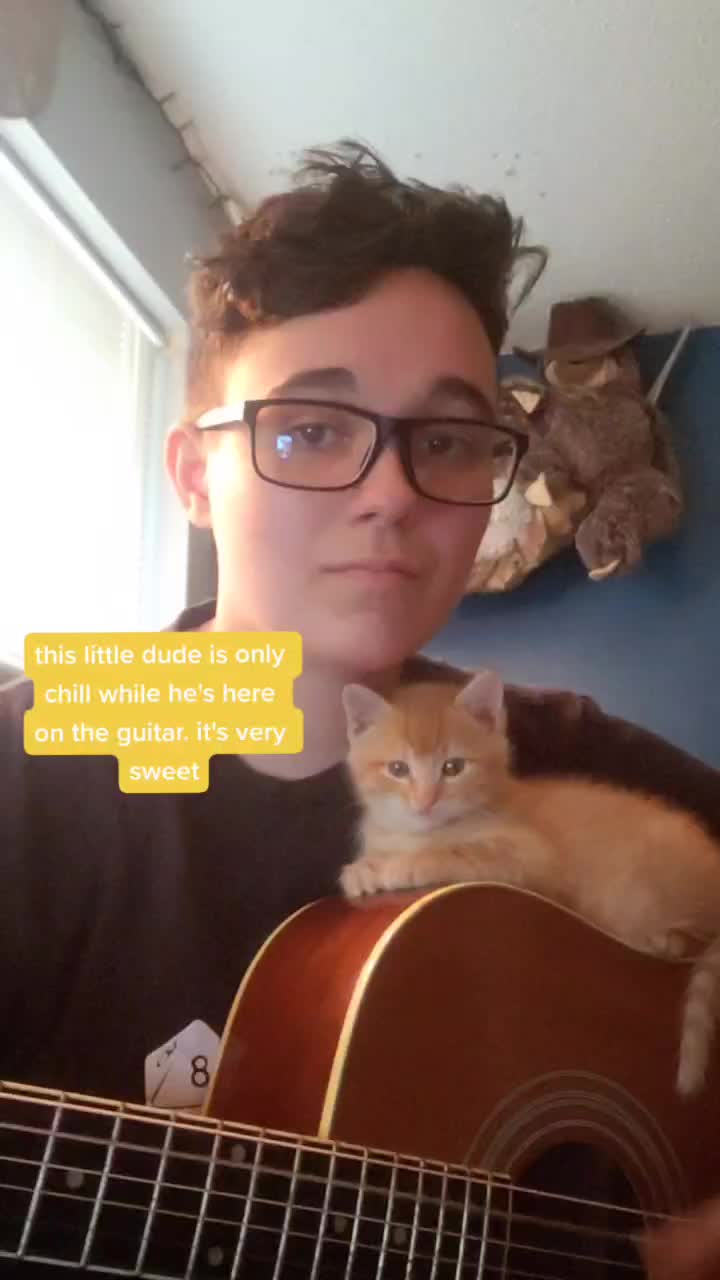 this little dude is only
chill while he's here
on the guitar. it's very
sweet
8